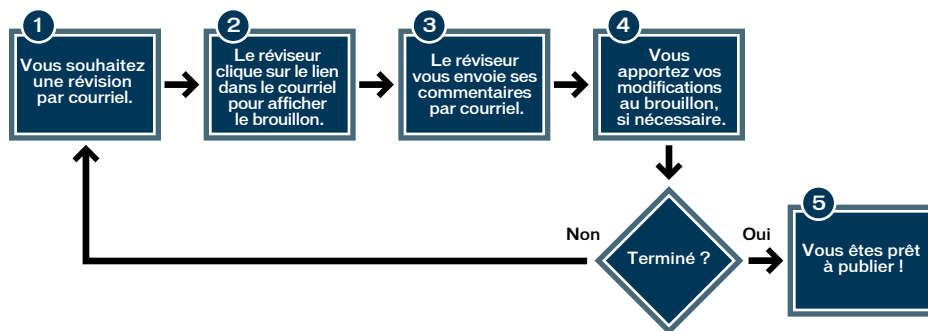 1
Vous souhaitez
une révision
par courriel.
2
Le réviseur
clique sur le lien
dans le courriel
pour afficher
le brouillon.
3
Le réviseur
vous envoie ses
commentaires
par courriel.
4
Vous
apportez vos
modifications
au brouillon,
si nécessaire.
Terminé ?
Non
Oui
5
Vous êtes prêt
à publier !